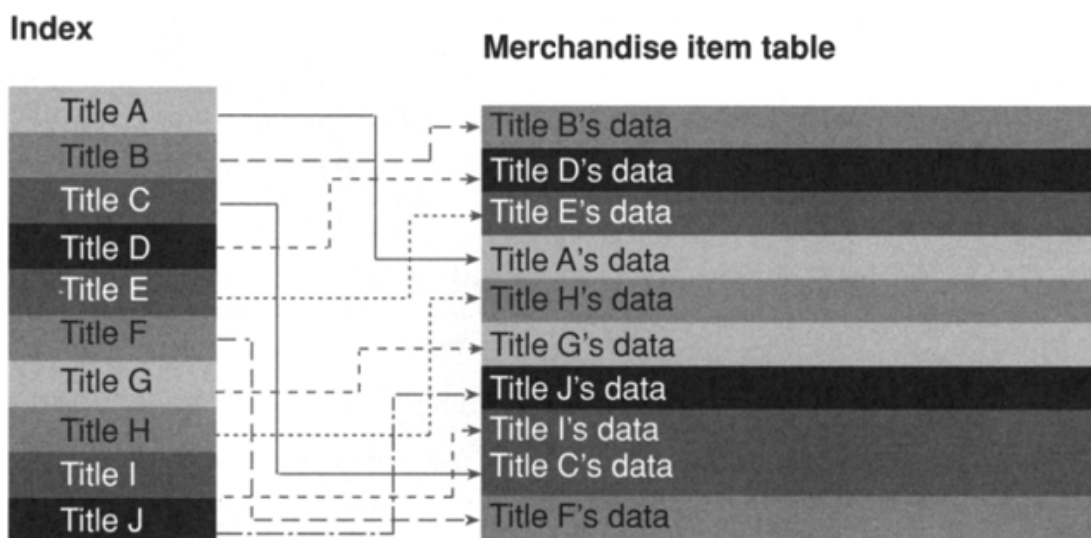 Index
Title A
Title B
Title C
Title D
Title E
Title F
Title G
Title H
Title I
Title J
Merchandise item table
Title B's data
Title D's data
Title E's data
Title A's data
Title H's data
Title G's data
Title J's data
Title I's data
Title C's data
Title F's data